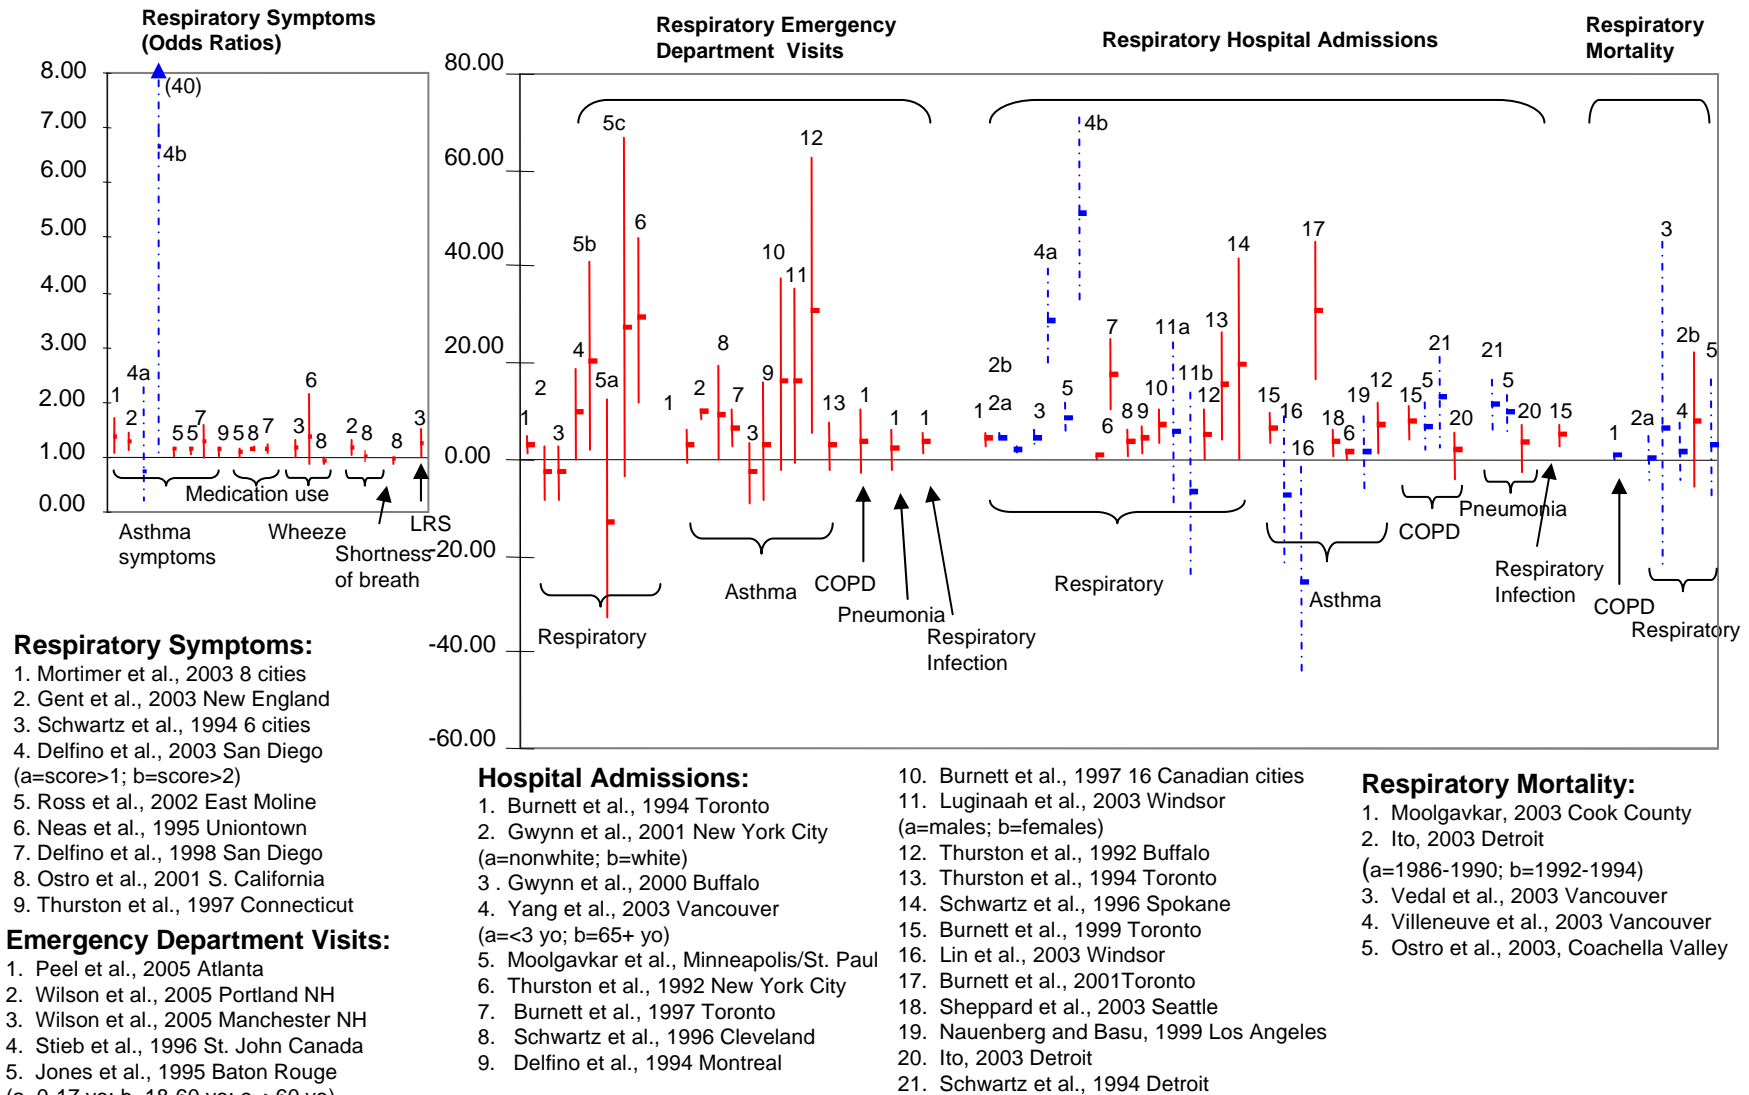 Respiratory Symptoms
(Odds Ratios)
8.00
7.00
6.00
5.00
4.00
3.00
2.00
1.00
0.00
(40)
4b
4a
1
2
5 5
7
9
5 8 7
3
6
8
2
8
8
3
Medication use
Asthma
symptoms
Wheeze
LRS
Shortness
of breath
Respiratory Emergency
Department Visits
Respiratory Hospital Admissions
Respiratory
Mortality
80.00
60.00
40.00
20.00
0.00
-20.00
-40.00
-60.00
1
2
3
4
5b
5a
5c
6
1
2
8
7
3
9
10
11
12
13
1
1
1
Respiratory
Asthma
COPD
Pneumonia
Respiratory
Infection
1
2b
2a
3
4a
5
4b
6
7
8 9
10
11a
11b
12
13
14
15
16
16
17
18
6
19
12
15
5
21
20
21
5
20
15
Respiratory
Asthma
COPD
Pneumonia
Respiratory
Infection
1
2a
3
4
2b
5
COPD
Respiratory
Respiratory Symptoms:
1. Mortimer et al., 2003 8 cities
2. Gent et al., 2003 New England
3. Schwartz et al., 1994 6 cities
4. Delfino et al., 2003 San Diego
(a=score>1; b=score>2)
5. Ross et al., 2002 East Moline
6. Neas et al., 1995 Uniontown
7. Delfino et al., 1998 San Diego
8. Ostro et al., 2001 S. California
9. Thurston et al., 1997 Connecticut
Emergency Department Visits:
1. Peel et al., 2005 Atlanta
2. Wilson et al., 2005 Portland NH
3. Wilson et al., 2005 Manchester NH
4. Stieb et al., 1996 St. John Canada
5. Jones et al., 1995 Baton Rouge
Hospital Admissions:
1. Burnett et al., 1994 Toronto
2. Gwynn et al., 2001 New York City
(a=nonwhite; b=white)
3 . Gwynn et al., 2000 Buffalo
4. Yang et al., 2003 Vancouver
(a=<3 yo; b=65+ yo)
5. Moolgavkar et al., Minneapolis/St. Paul
6. Thurston et al., 1992 New York City
7. Burnett et al., 1997 Toronto
8. Schwartz et al., 1996 Cleveland
9. Delfino et al., 1994 Montreal
10. Burnett et al., 1997 16 Canadian cities
11. Luginaah et al., 2003 Windsor
(a=males; b=females)
12. Thurston et al., 1992 Buffalo
13. Thurston et al., 1994 Toronto
14. Schwartz et al., 1996 Spokane
15. Burnett et al., 1999 Toronto
16. Lin et al., 2003 Windsor
17. Burnett et al., 2001Toronto
18. Sheppard et al., 2003 Seattle
19. Nauenberg and Basu, 1999 Los Angeles
20. Ito, 2003 Detroit
21. Schwartz et al., 1994 Detroit
Respiratory Mortality:
1. Moolgavkar, 2003 Cook County
2. Ito, 2003 Detroit
(a=1986-1990; b=1992-1994)
3. Vedal et al., 2003 Vancouver
4. Villeneuve et al., 2003 Vancouver
5. Ostro et al., 2003, Coachella Valley